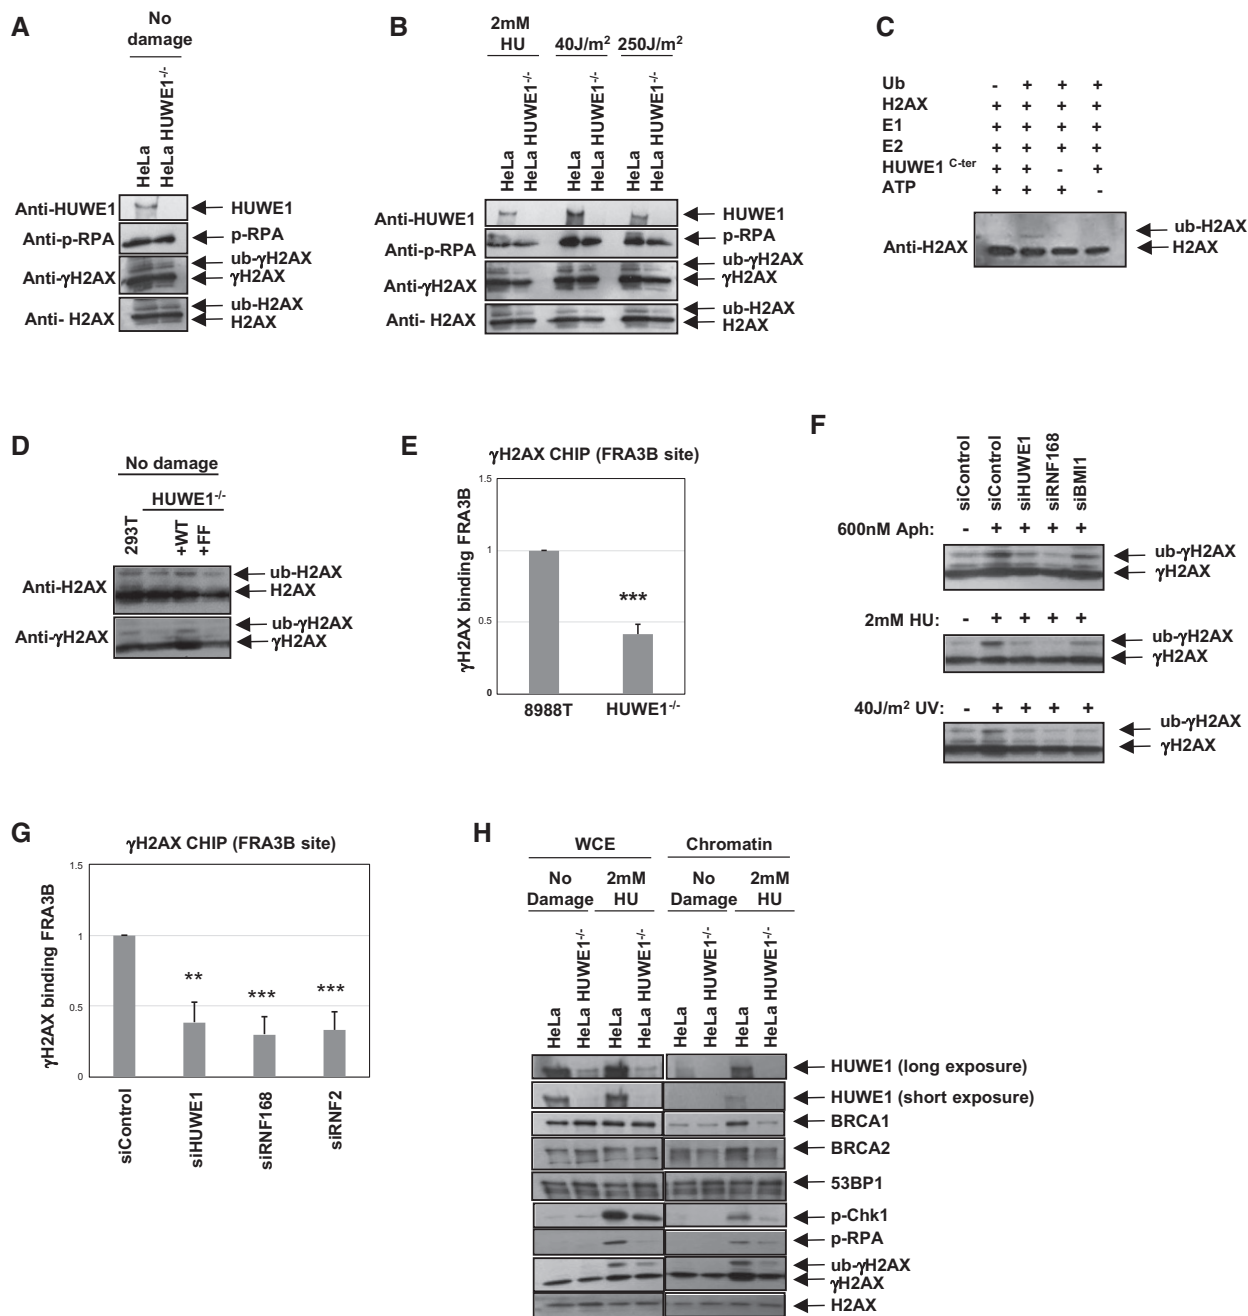 A
No
damage
HeLa
HeLa HUWE1-/-
Anti-HUWE1
HUWE1
Anti-p-RPA
p-RPA
Anti-γH2AX
ub-γH2AX
γH2AX
Anti- H2AX
ub-H2AX
H2AX
B
2mM
HU
40J/m2
250J/m2
HeLa
HeLa HUWE1-/-
HeLa
HeLa HUWE1-/-
HeLa
HeLa HUWE1-/-
Anti-HUWE1
HUWE1
Anti-p-RPA
p-RPA
Anti-γH2AX
ub-γH2AX
γH2AX
Anti- H2AX
ub-H2AX
H2AX
C
Ub - + + +
H2AX + + + +
E1 + + + +
E2 + + + +
HUWE1 C-ter + + - +
ATP + + + -
Anti-H2AX
ub-H2AX
H2AX
D
No damage
HUWE1-/-
293T
+WT
+FF
Anti-H2AX
ub-H2AX
H2AX
Anti-γH2AX
ub-γH2AX
γH2AX
E
γH2AX CHIP (FRA3B site)
γH2AX binding FRA3B
1.5
1
0.5
0
***
8988T
HUWE1-/-
F
siControl
siControl
siHUWE1
siRNF168
siBMI1
600nM Aph: - + + + +
ub-γH2AX
γH2AX
2mM HU: - + + + +
ub-γH2AX
γH2AX
40J/m2 UV: - + + + +
ub-γH2AX
γH2AX
G
γH2AX CHIP (FRA3B site)
γH2AX binding FRA3B
1.5
1
0.5
0
**
***
***
siControl
siHUWE1
siRNF168
siRNF2
H
WCE
Chromatin
No
Damage
2mM
HU
No
Damage
2mM
HU
HeLa
HeLa HUWE1-/-
HeLa
HeLa HUWE1-/-
HeLa
HeLa HUWE1-/-
HeLa
HeLa HUWE1-/-
HUWE1 (long exposure)
HUWE1 (short exposure)
BRCA1
BRCA2
53BP1
p-Chk1
p-RPA
ub-γH2AX
γH2AX
H2AX